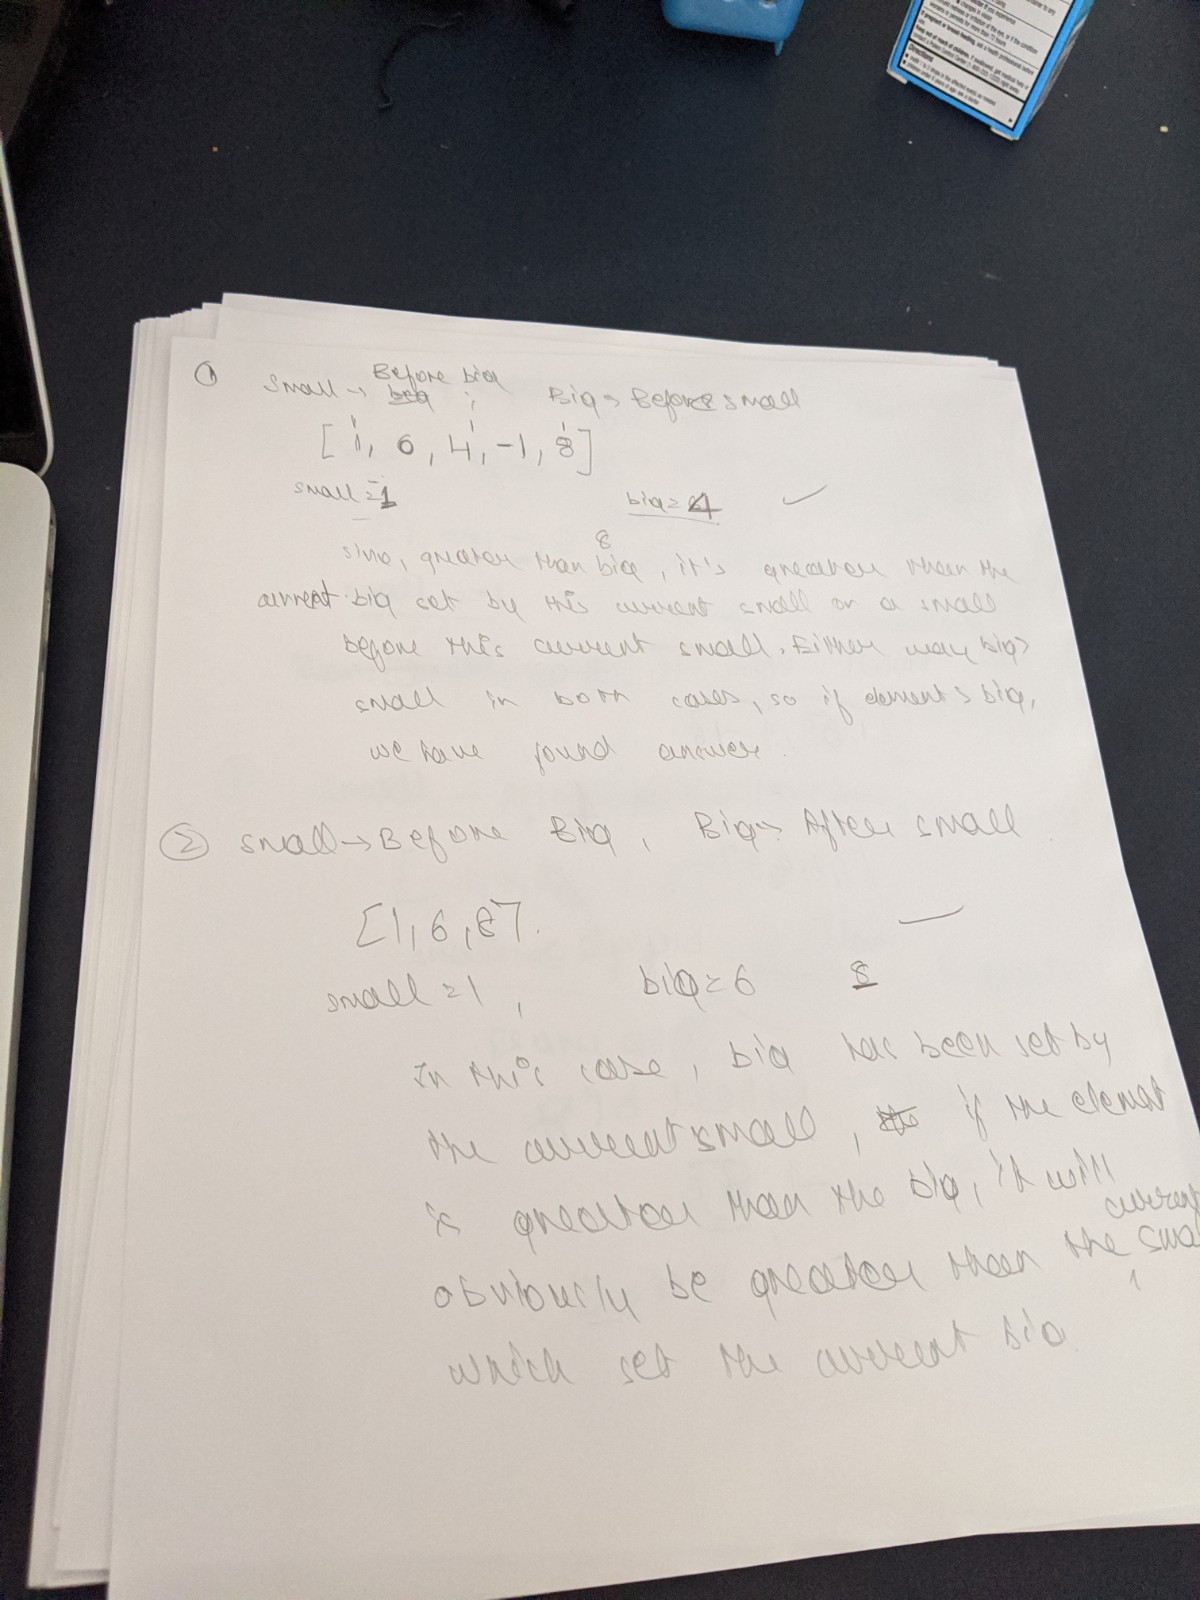 ① Small → Before big ; Big → Before small
[ 1, 6, 4, -1, 8 ]
small = -1 big = 4
8
since, greater than big, it's greater than the
current big set by this current small or a small
before this current small. Either way big >
small in both cases, so if element > big,
we have found answer.
② small → Before Big, Big → After small
[1, 6, 8].
small = 1, big = 6 8
In this case, big has been set by
the current small, if the element
is greater than the big, it will
obviously be greater than the current small
which set the current big
Directions